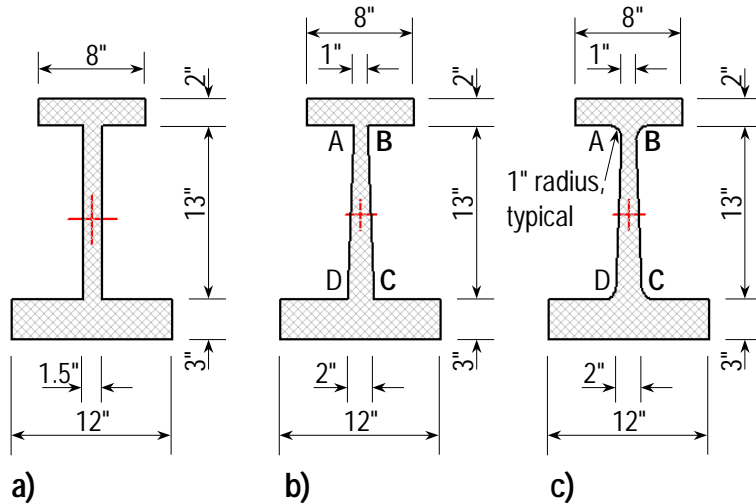 8"
2"
13"
1.5"
3"
12"
a)
8"
1"
2"
A B
13"
D C
2"
3"
12"
b)
8"
1"
2"
A B
1" radius,
typical
13"
D C
2"
3"
12"
c)